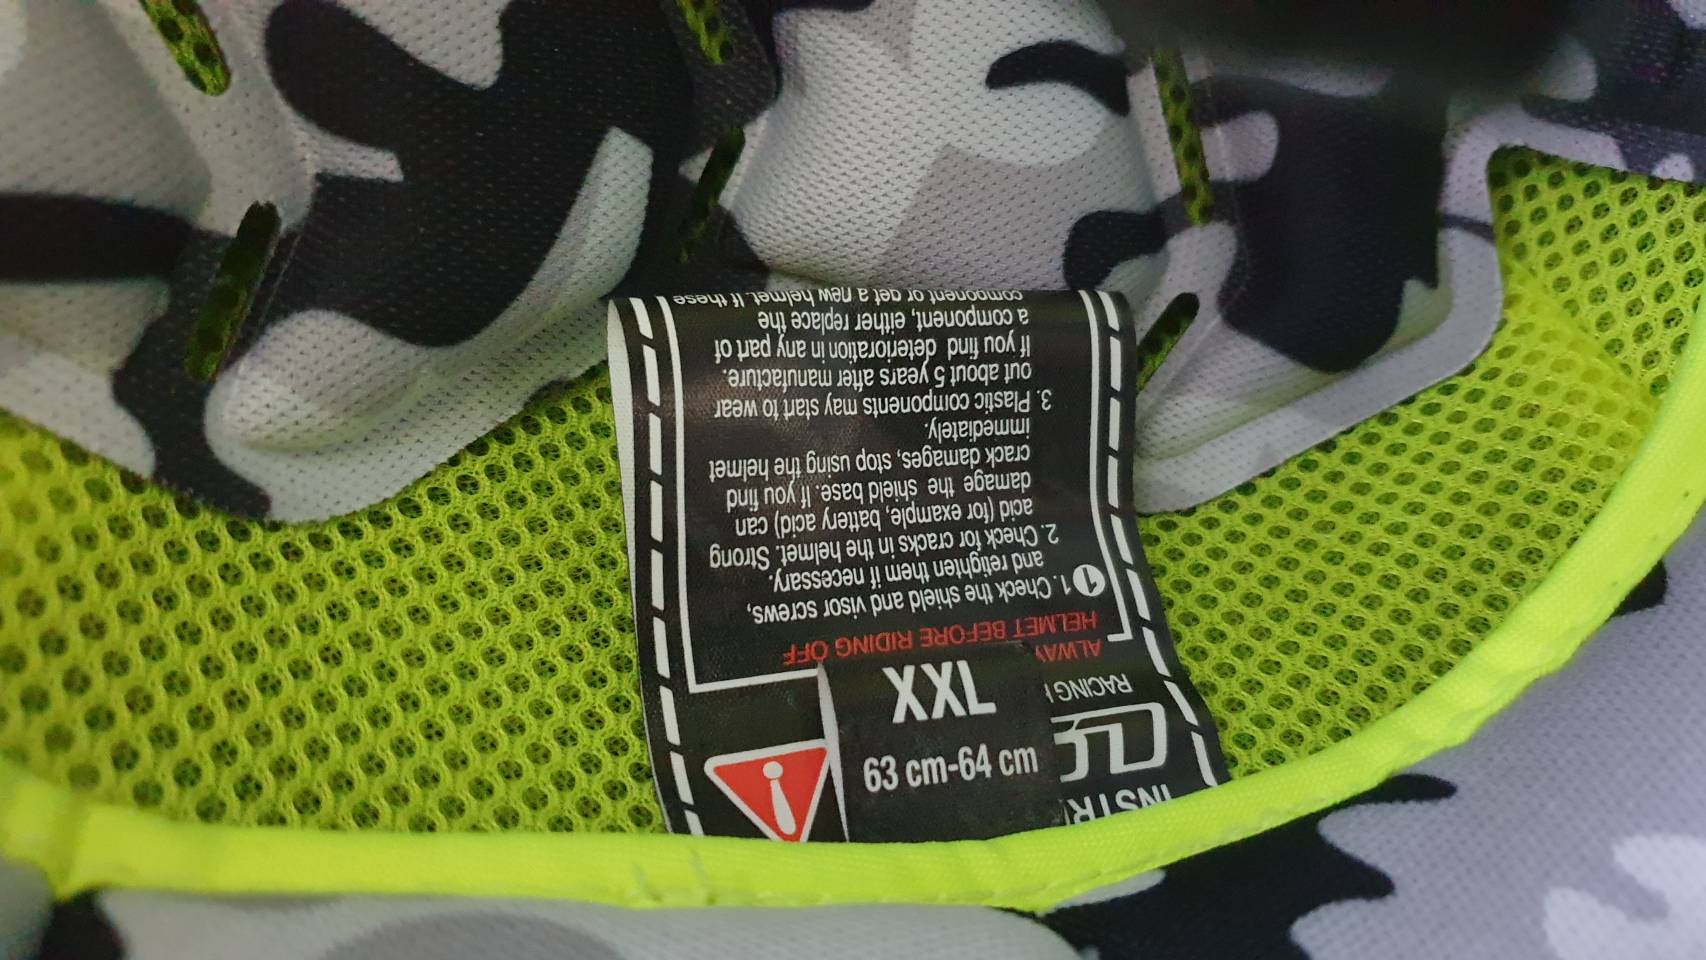 XXL
63 cm-64 cm
INSTR
RACING
ALWAY
HELMET BEFORE RIDING OFF
1 1. Check the shield and visor screws,
and retighten them if necessary.
2. Check for cracks in the helmet. Strong
acid (for example, battery acid) can
damage the shield base. If you find
crack damages, stop using the helmet
immediately.
3. Plastic components may start to wear
out about 5 years after manufacture.
If you find deterioration in any part of
a component, either replace the
component or get a new helmet. If these